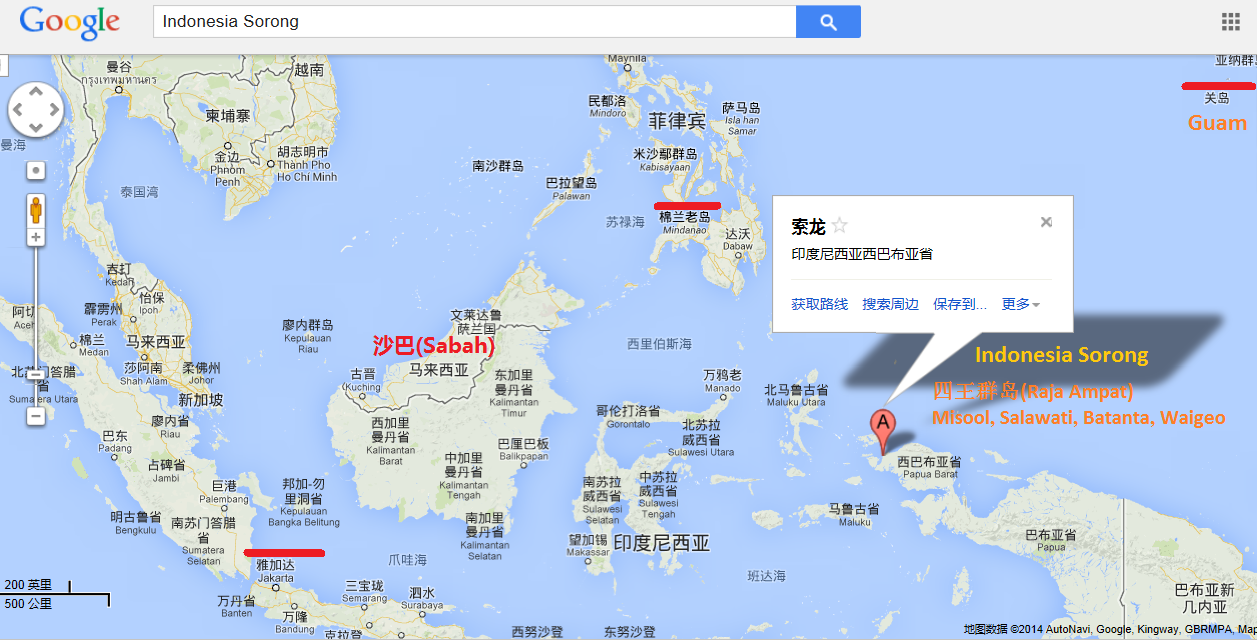 Google
Indonesia Sorong
亚纳群
Maynila
曼谷
กรุงเทพมหานคร
越南
关岛
Guam
民都洛
Mindoro
萨马岛
Isla han
Samar
菲律宾
柬埔寨
曼海
金边
Phnom
Penh
胡志明市
Thành Pho
Ho Chí Minh
米沙鄢群岛
Kabisayaan
南沙群岛
巴拉望岛
Palawan
泰国湾
苏禄海
棉兰老岛
Mindanao
达沃
Dabaw
索龙
印度尼西亚西巴布亚省
获取路线 搜索周边 保存到... 更多
吉打
Kedah
怡保
Ipoh
霹雳州
Perak
阿切
Aceh
棉兰
Medan
马来西亚
廖内群岛
Kepulauan
Riau
文莱达鲁
萨兰国
沙巴(Sabah)
马来西亚
西里伯斯海
Indonesia Sorong
四王群岛(Raja Ampat)
Misool, Salawati, Batanta, Waigeo
莎阿南
Shah Alam
柔佛州
Johor
北苏门答腊
省
Sumatera Utara
新加坡
古晋
(Kuching)
东加里
曼丹省
Kalimantan
Timur
万鸦老
Manado
北马鲁古省
Maluku Utara
哥伦打洛省
Gorontalo
北苏拉
威西省
Sulawesi Utara
廖内省
Riau
巴东
Padang
西加里
曼丹省
Kalimantan
Barat
巴厘巴板
Balikpapan
占碑省
Jambi
中加里
曼丹省
Kalimantan
Tengah
西巴布亚省
Papua Barat
巨港
Palembang
邦加-勿
里洞省
Kepulauan
Bangka Belitung
南苏拉
威西省
Sulawesi
Selatan
中苏拉
威西省
Sulawesi
Tengah
明古鲁省
Bengkulu
南苏门答腊
省
Sumatera
Selatan
南加里
曼丹省
Kalimantan
Selatan
马鲁古省
Maluku
望加锡
Makassar
印度尼西亚
巴布亚省
Papua
雅加达
Jakarta
爪哇海
班达海
200 英里
500 公里
三宝垅
Semarang
泗水
Surabaya
万丹省
Banten
万隆
Bandung
克拉登
西努沙登
东努沙登
巴布亚新
几内亚
地图数据 ©2014 AutoNavi, Google, Kingway, GBRMPA, Map